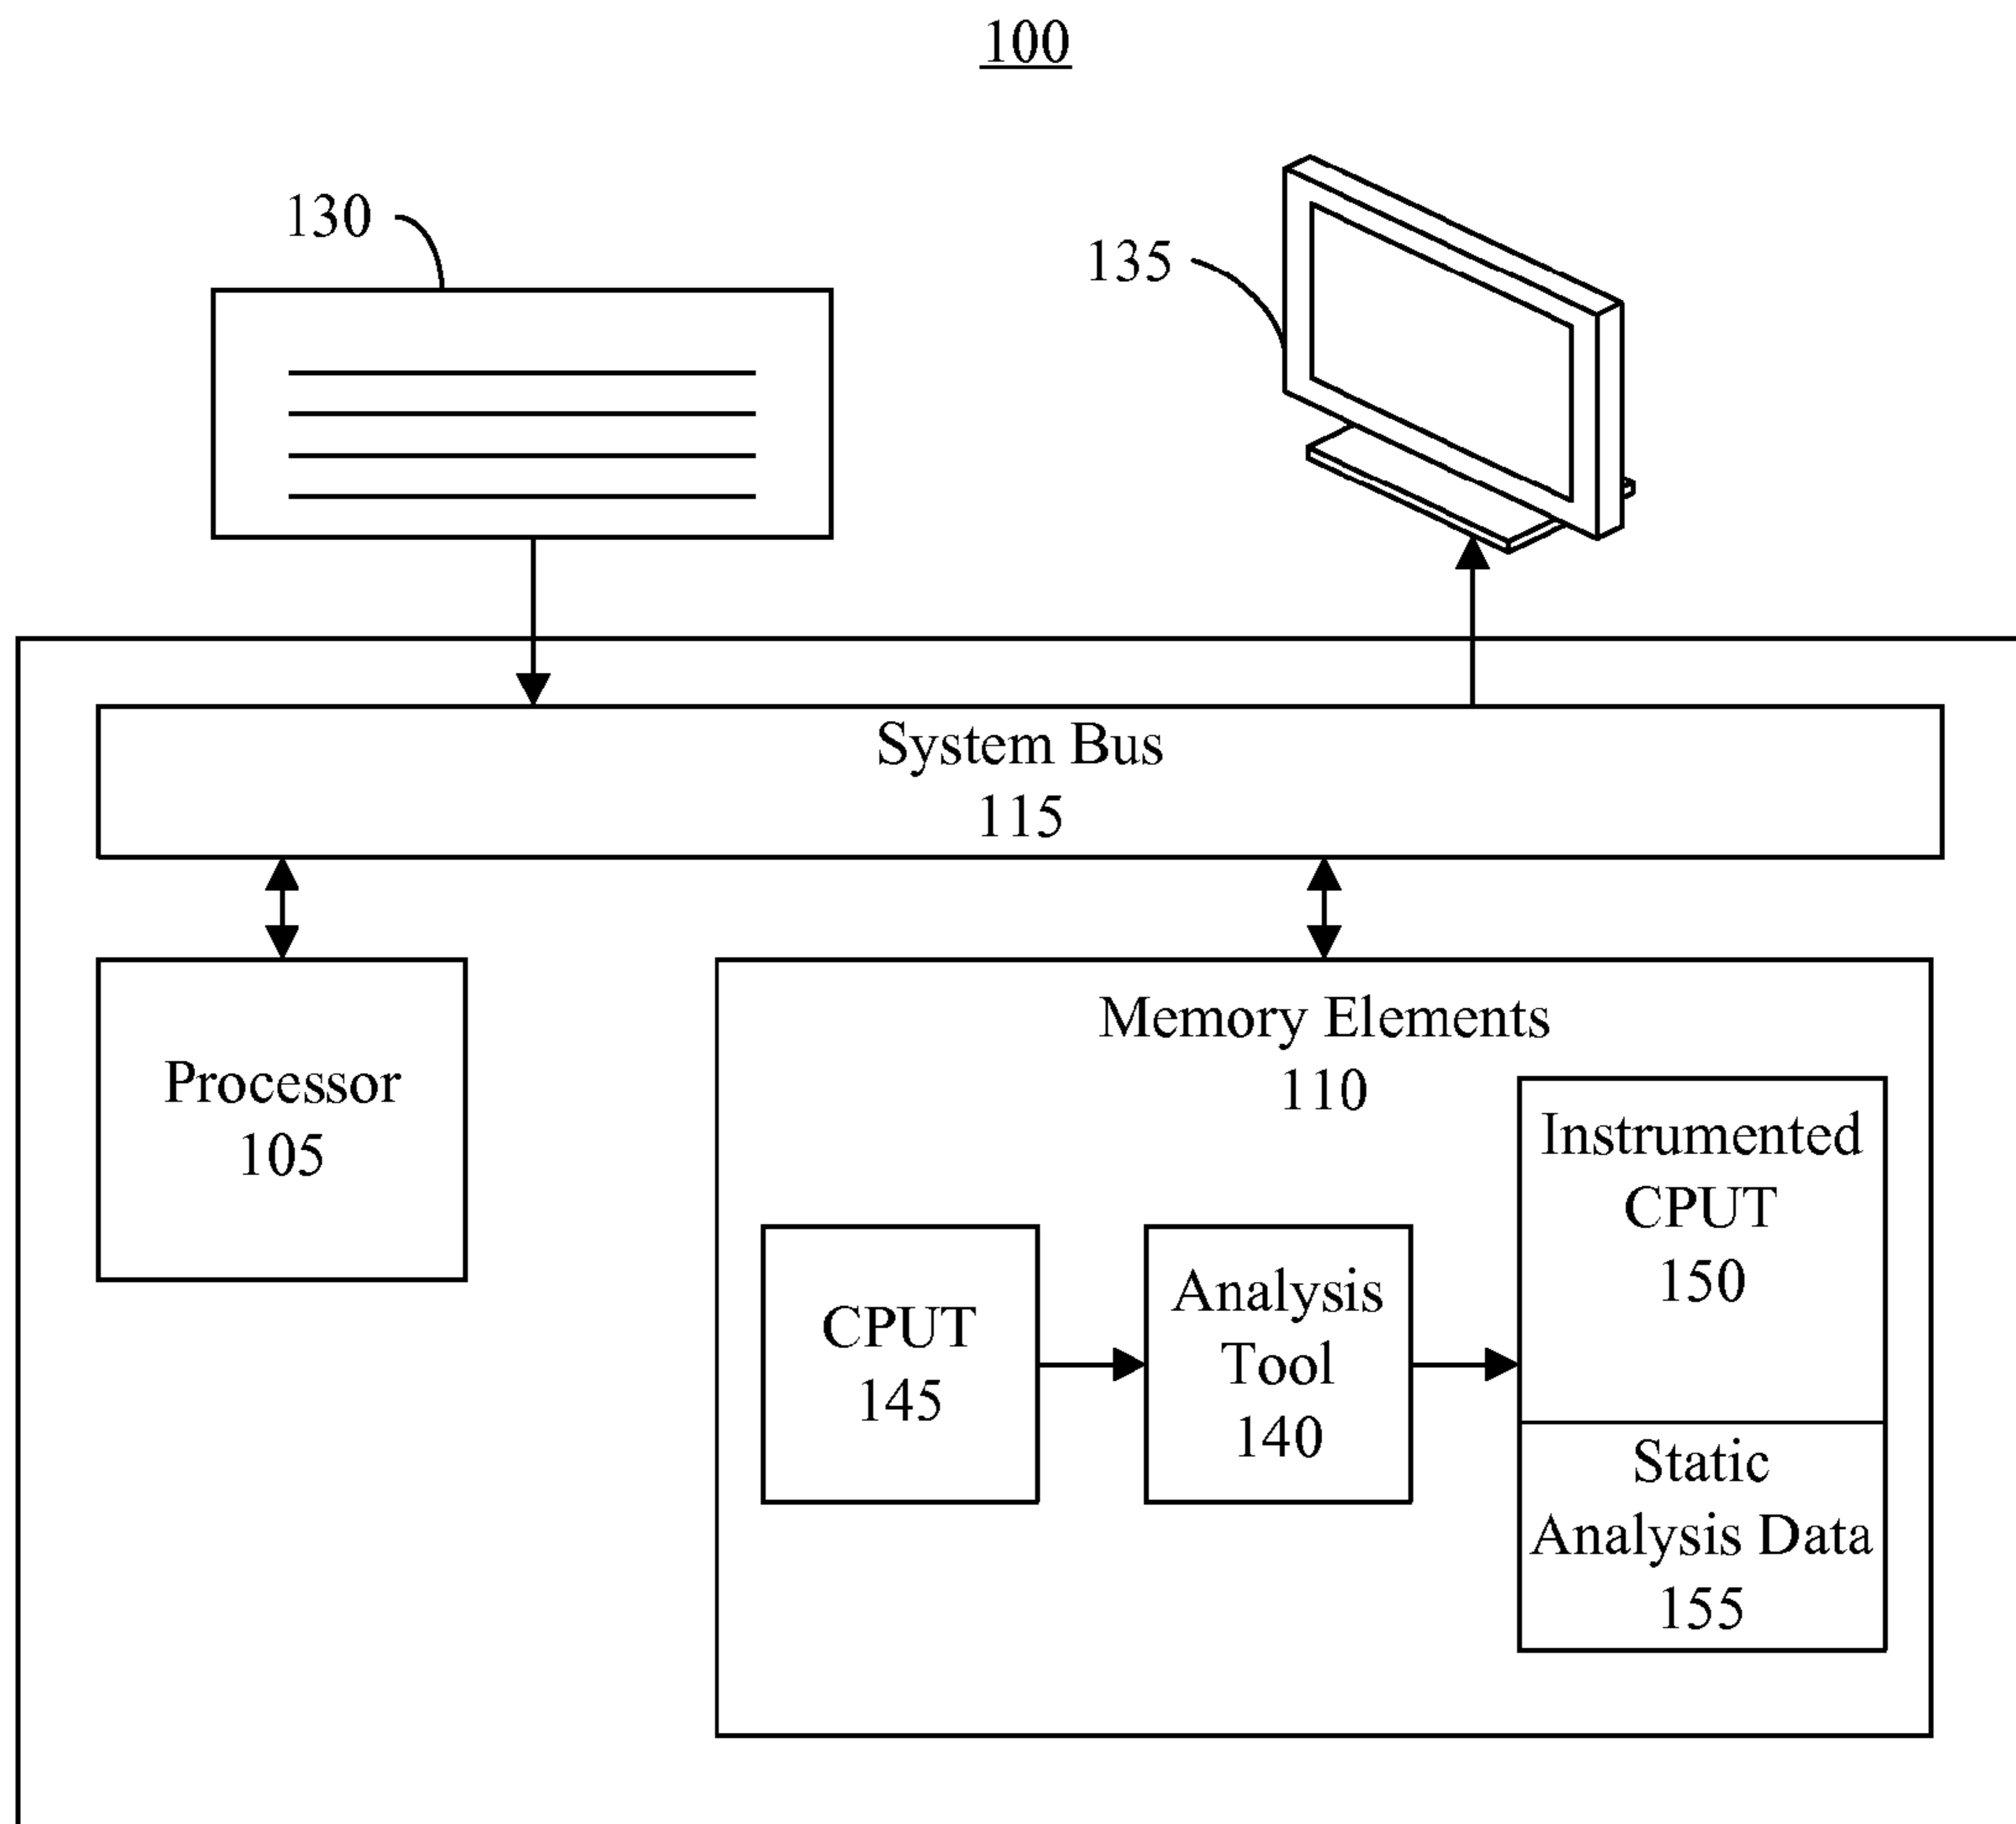 100
130
135
System Bus
115
Processor
105
Memory Elements
110
CPUT
145
Analysis
Tool
140
Instrumented
CPUT
150
Static
Analysis Data
155